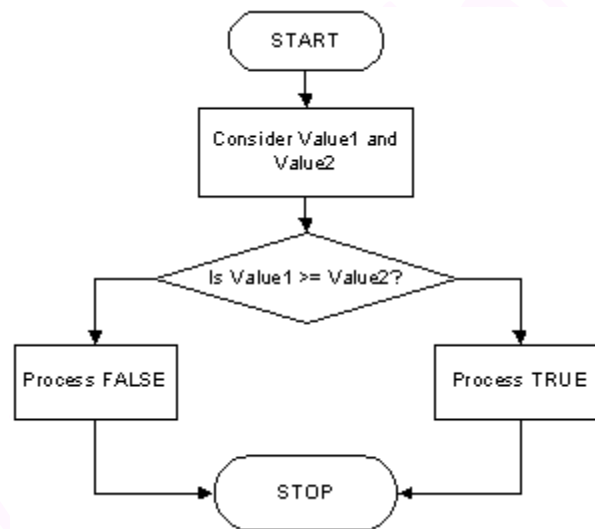 START
Consider Value1 and
Value2
Is Value1 >= Value2?
Process FALSE
Process TRUE
STOP